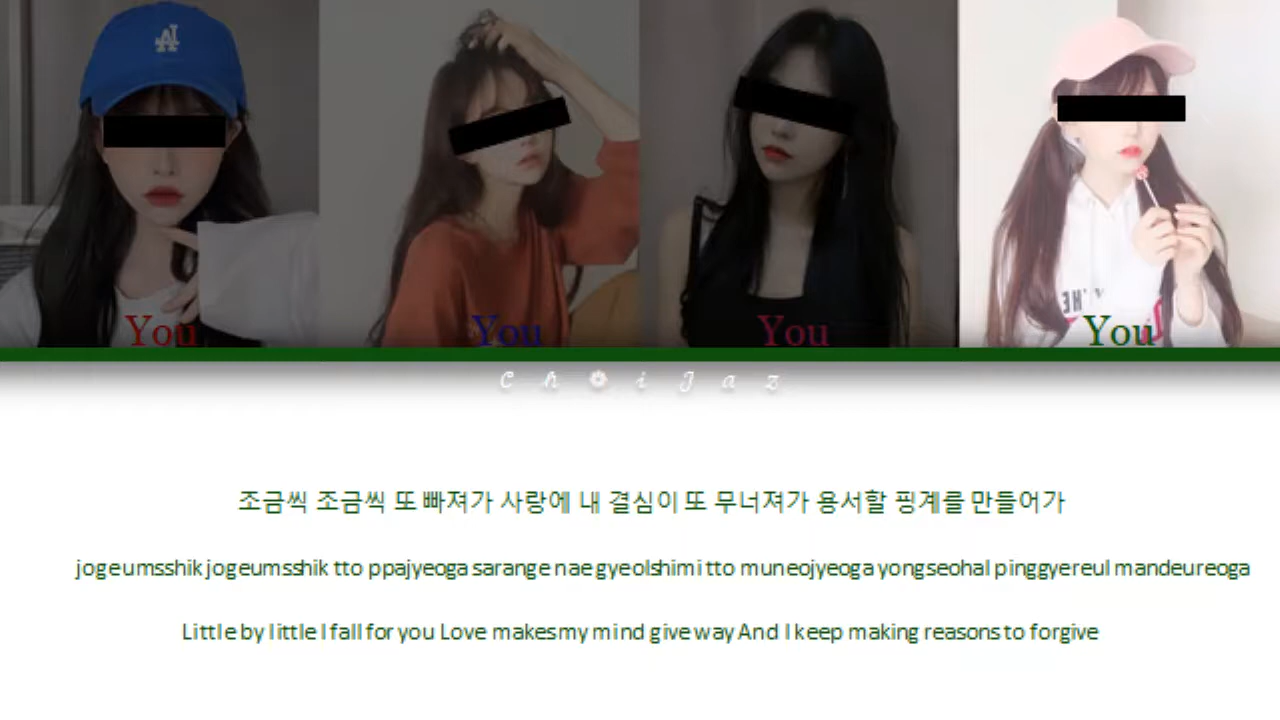 LA
You You You You
Ch❁iJaz
조금씩 조금씩 또 빠져가 사랑에 내 결심이 또 무너져가 용서할 핑계를 만들어가
jogeumsshik jogeumsshik tto ppajyeoga sarange nae gyeolshimi tto muneojyeoga yongseohal pinggyereul mandeureoga
Little by little I fall for you Love makes my mind give way And I keep making reasons to forgive